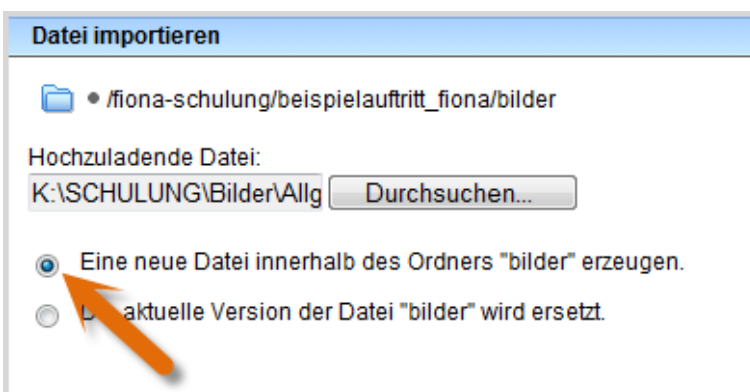 Datei importieren
/fiona-schulung/beispielauftritt_fiona/bilder
Hochzuladende Datei:
K:\SCHULUNG\Bilder\Allg Durchsuchen...
Eine neue Datei innerhalb des Ordners "bilder" erzeugen.
aktuelle Version der Datei "bilder" wird ersetzt.